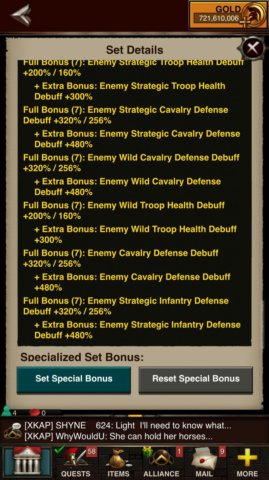 GOLD
721,610,006
Set Details
Full Bonus (7): Enemy Strategic Troop Health Debuff
+200% / 160%
+ Extra Bonus: Enemy Strategic Troop Health
Debuff +300%
Full Bonus (7): Enemy Strategic Cavalry Defense
Debuff +320% / 256%
+ Extra Bonus: Enemy Strategic Cavalry Defense
Debuff +480%
Full Bonus (7): Enemy Wild Cavalry Defense Debuff
+320% / 256%
+ Extra Bonus: Enemy Wild Cavalry Defense
Debuff +480%
Full Bonus (7): Enemy Wild Troop Health Debuff
+200% / 160%
+ Extra Bonus: Enemy Wild Troop Health Debuff
+300%
Full Bonus (7): Enemy Cavalry Defense Debuff
+320% / 256%
+ Extra Bonus: Enemy Cavalry Defense Debuff
+480%
Full Bonus (7): Enemy Strategic Infantry Defense
Debuff +320% / 256%
+ Extra Bonus: Enemy Strategic Infantry Defense
Debuff +480%
Specialized Set Bonus:
Set Special Bonus
Reset Special Bonus
4
0
[XKAP] SHYNE 624: Light I'll need to know what...
[XKAP] WhyWouldU: She can hold her horses...
58
1
9
QUESTS
ITEMS
ALLIANCE
MAIL
MORE